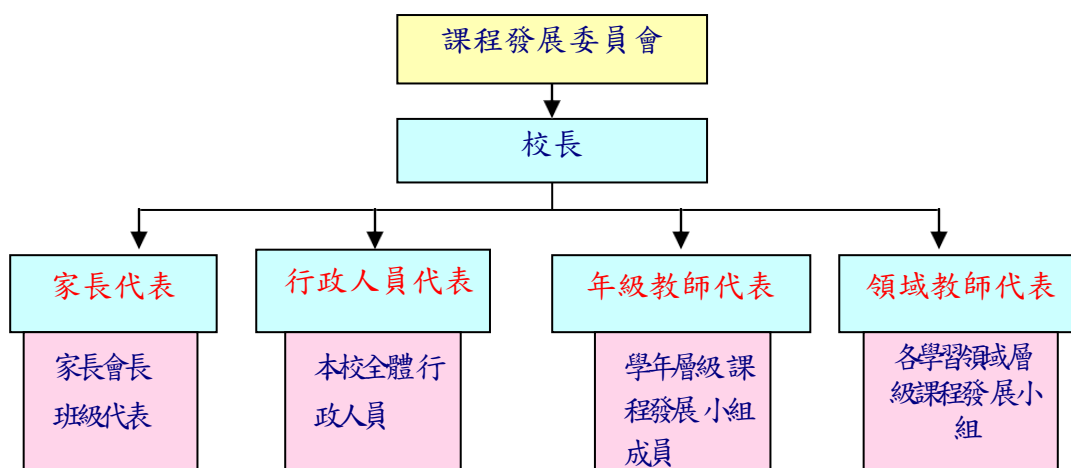 課程發展委員會
校長
家長代表
行政人員代表
年級教師代表
領域教師代表
家長會長
班級代表
本校全體行
政人員
學年層級課
程發展小組
成員
各學習領域層
級課程發展小
組